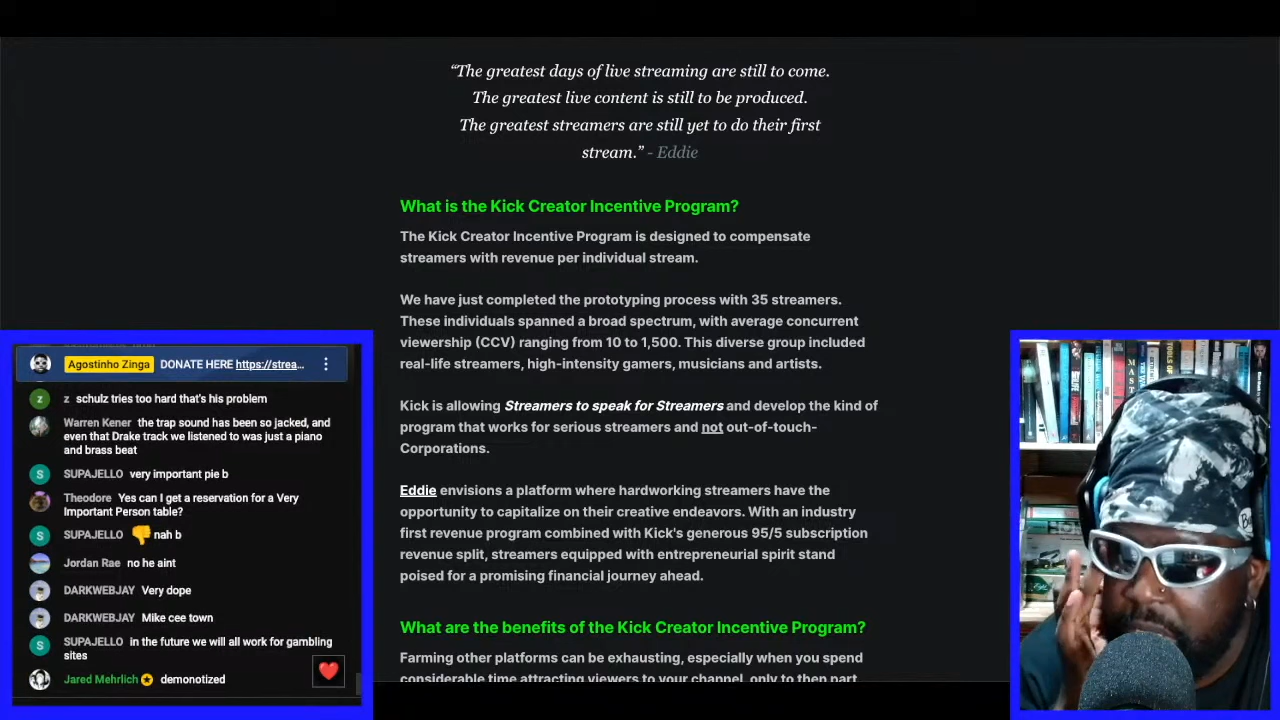 “The greatest days of live streaming are still to come.
The greatest live content is still to be produced.
The greatest streamers are still yet to do their first
stream.” - Eddie
What is the Kick Creator Incentive Program?
The Kick Creator Incentive Program is designed to compensate
streamers with revenue per individual stream.
We have just completed the prototyping process with 35 streamers.
These individuals spanned a broad spectrum, with average concurrent
viewership (CCV) ranging from 10 to 1,500. This diverse group included
real-life streamers, high-intensity gamers, musicians and artists.
Kick is allowing Streamers to speak for Streamers and develop the kind of
program that works for serious streamers and not out-of-touch-
Corporations.
Eddie envisions a platform where hardworking streamers have the
opportunity to capitalize on their creative endeavors. With an industry
first revenue program combined with Kick's generous 95/5 subscription
revenue split, streamers equipped with entrepreneurial spirit stand
poised for a promising financial journey ahead.
What are the benefits of the Kick Creator Incentive Program?
Farming other platforms can be exhausting, especially when you spend
considerable time attracting viewers to your channel, only to then part
Agostinho Zinga DONATE HERE https://strea...
z z schulz tries too hard that's his problem
Warren Kener the trap sound has been so jacked, and
even that Drake track we listened to was just a piano
and brass beat
S SUPAJELLO very important pie b
Theodore Yes can I get a reservation for a Very
Important Person table?
S SUPAJELLO 👎 nah b
Jordan Rae no he aint
DARKWEBJAY Very dope
DARKWEBJAY Mike cee town
S SUPAJELLO in the future we will all work for gambling
sites
Jared Mehrlich demonotized